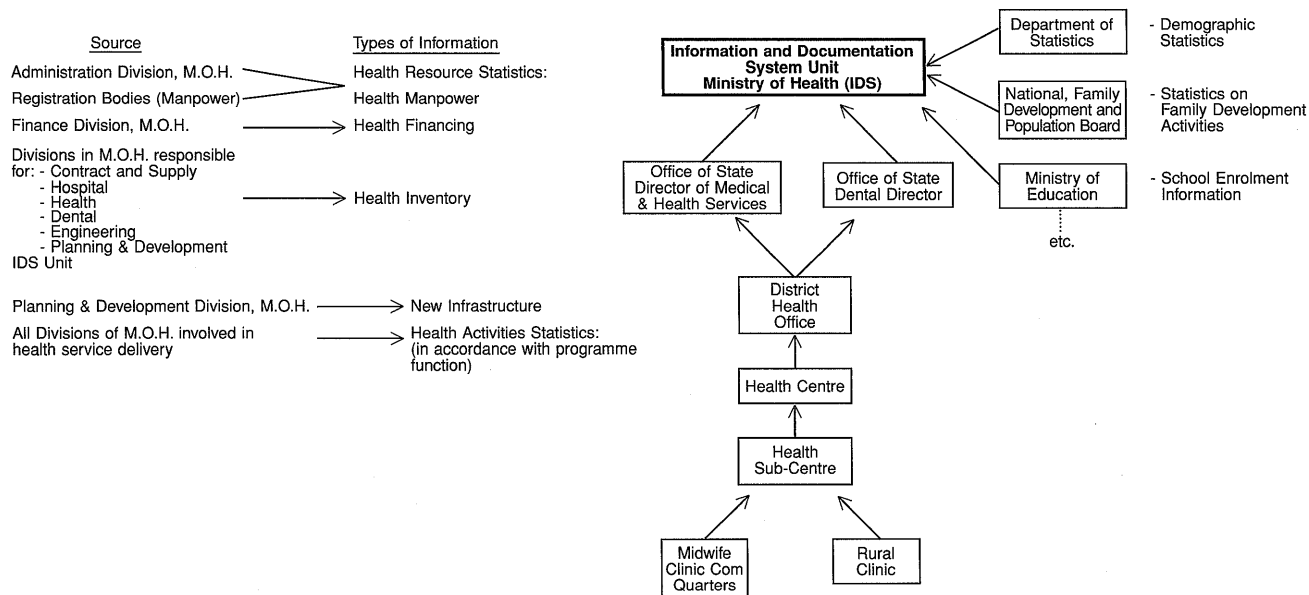 Source
Types of Information
Administration Division, M.O.H.
Registration Bodies (Manpower)
Health Resource Statistics:
Health Manpower
Finance Division, M.O.H.
Health Financing
Divisions in M.O.H. responsible
for: - Contract and Supply
- Hospital
- Health
- Dental
- Engineering
- Planning & Development
IDS Unit
Health Inventory
Planning & Development Division, M.O.H.
New Infrastructure
All Divisions of M.O.H. involved in
health service delivery
Health Activities Statistics:
(in accordance with programme
function)
Information and Documentation
System Unit
Ministry of Health (IDS)
Department of
Statistics
- Demographic
Statistics
National, Family
Development and
Population Board
- Statistics on
Family Development
Activities
Ministry of
Education
- School Enrolment
Information
etc.
Office of State
Director of Medical
& Health Services
Office of State
Dental Director
District
Health
Office
Health Centre
Health
Sub-Centre
Midwife
Clinic Com
Quarters
Rural
Clinic